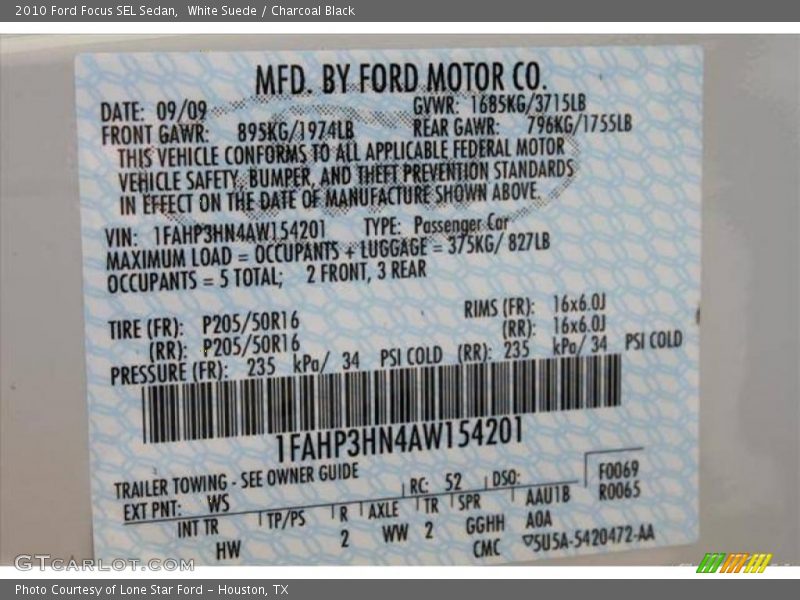 2010 Ford Focus SEL Sedan, White Suede / Charcoal Black
MFD. BY FORD MOTOR CO.
DATE: 09/09 GVWR: 1685KG/3715LB
FRONT GAWR: 895KG/1974LB REAR GAWR: 796KG/1755LB
THIS VEHICLE CONFORMS TO ALL APPLICABLE FEDERAL MOTOR
VEHICLE SAFETY, BUMPER, AND THEFT PREVENTION STANDARDS
IN EFFECT ON THE DATE OF MANUFACTURE SHOWN ABOVE
VIN: 1FAHP3HN4AW154201 TYPE: Passenger Car
MAXIMUM LOAD = OCCUPANTS + LUGGAGE = 375KG/ 827LB
OCCUPANTS = 5 TOTAL; 2 FRONT, 3 REAR
TIRE (FR): P205/50R16 RIMS (FR): 16x6.0J
(RR): P205/50R16 (RR): 16x6.0J
PRESSURE (FR): 235 kPa/ 34 PSI COLD (RR): 235 kPa/ 34 PSI COLD
1FAHP3HN4AW154201
TRAILER TOWING - SEE OWNER GUIDE
EXT PNT: WS RC: 52 DSO: F0069
INT TR TP/PS R AXLE TR SPR AAU1B R0065
HW 2 WW 2 GGHH A0A
CMC ▽5U5A-5420472-AA
GTCarLot.com
Photo Courtesy of Lone Star Ford - Houston, TX